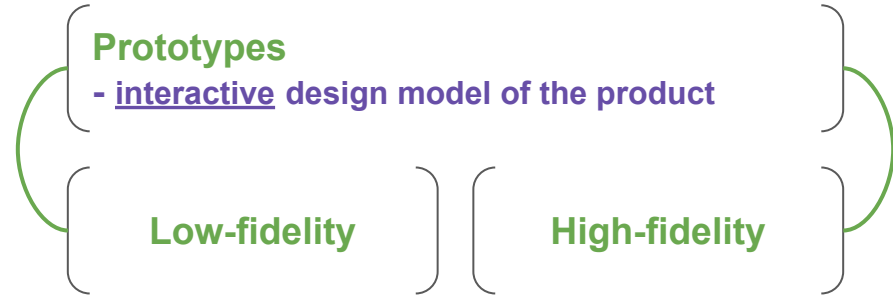 Prototypes
- interactive design model of the product
Low-fidelity
High-fidelity